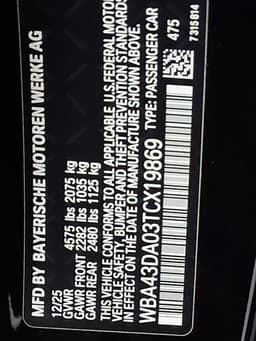 MFD BY BAYERISCHE MOTOREN WERKE AG
12/25
GVWR 4575 lbs 2075 kg
GAWR FRONT 2282 lbs 1035 kg
GAWR REAR 2480 lbs 1125 kg
THIS VEHICLE CONFORMS TO ALL APPLICABLE U.S. FEDERAL MOTOR
VEHICLE SAFETY, BUMPER AND THEFT PREVENTION STANDARDS
IN EFFECT ON THE DATE OF MANUFACTURE SHOWN ABOVE.
WBA43DA03TCX19869 TYPE: PASSENGER CAR
475
7315814